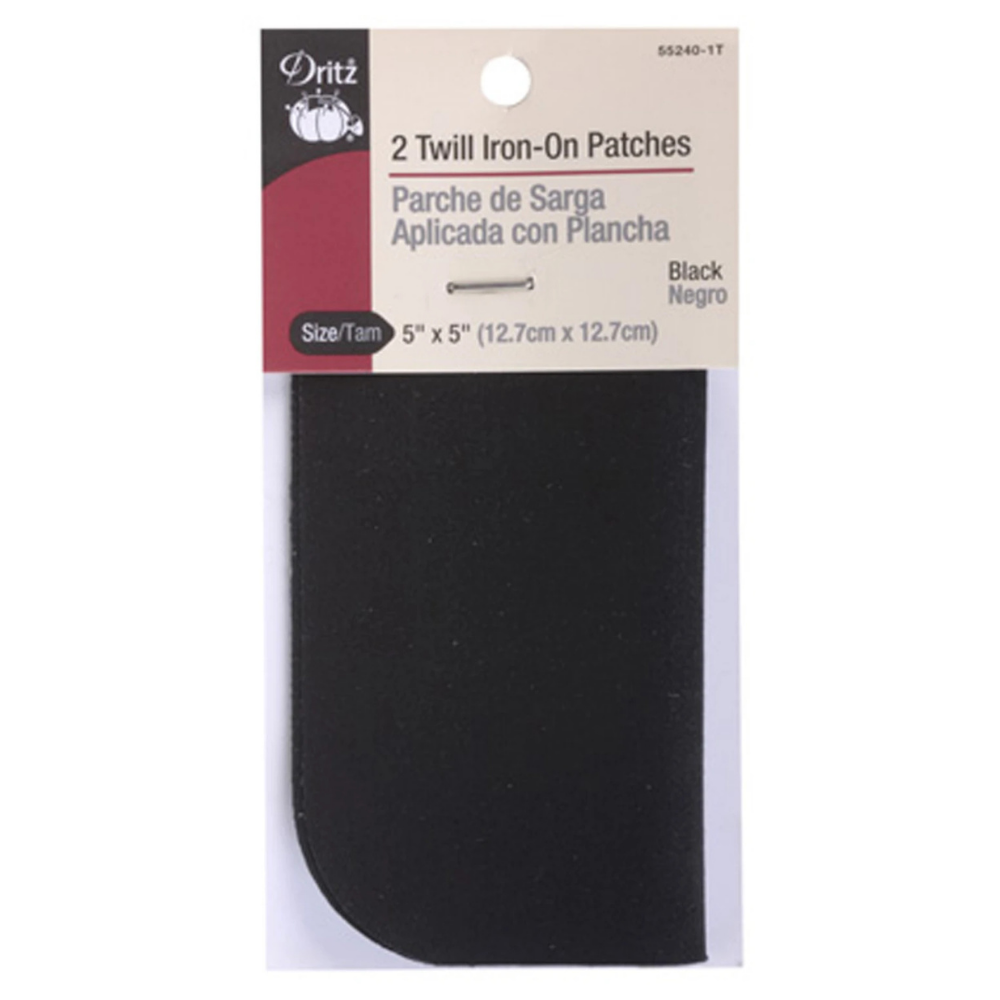 Dritz®
®
55240-1T
2 Twill Iron-On Patches
Parche de Sarga
Aplicada con Plancha
Black
Negro
Size/Tam 5" x 5" (12.7cm x 12.7cm)